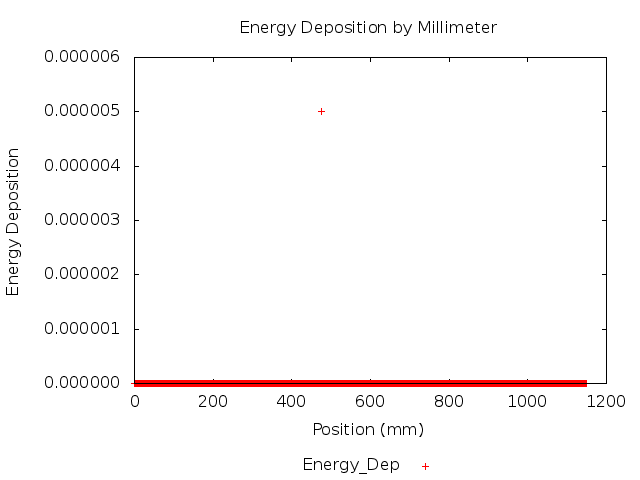 Energy Deposition by Millimeter
0.000006
0.000005
0.000004
0.000003
0.000002
0.000001
0.000000
Energy Deposition
0 200 400 600 800 1000 1200
Position (mm)
Energy_Dep